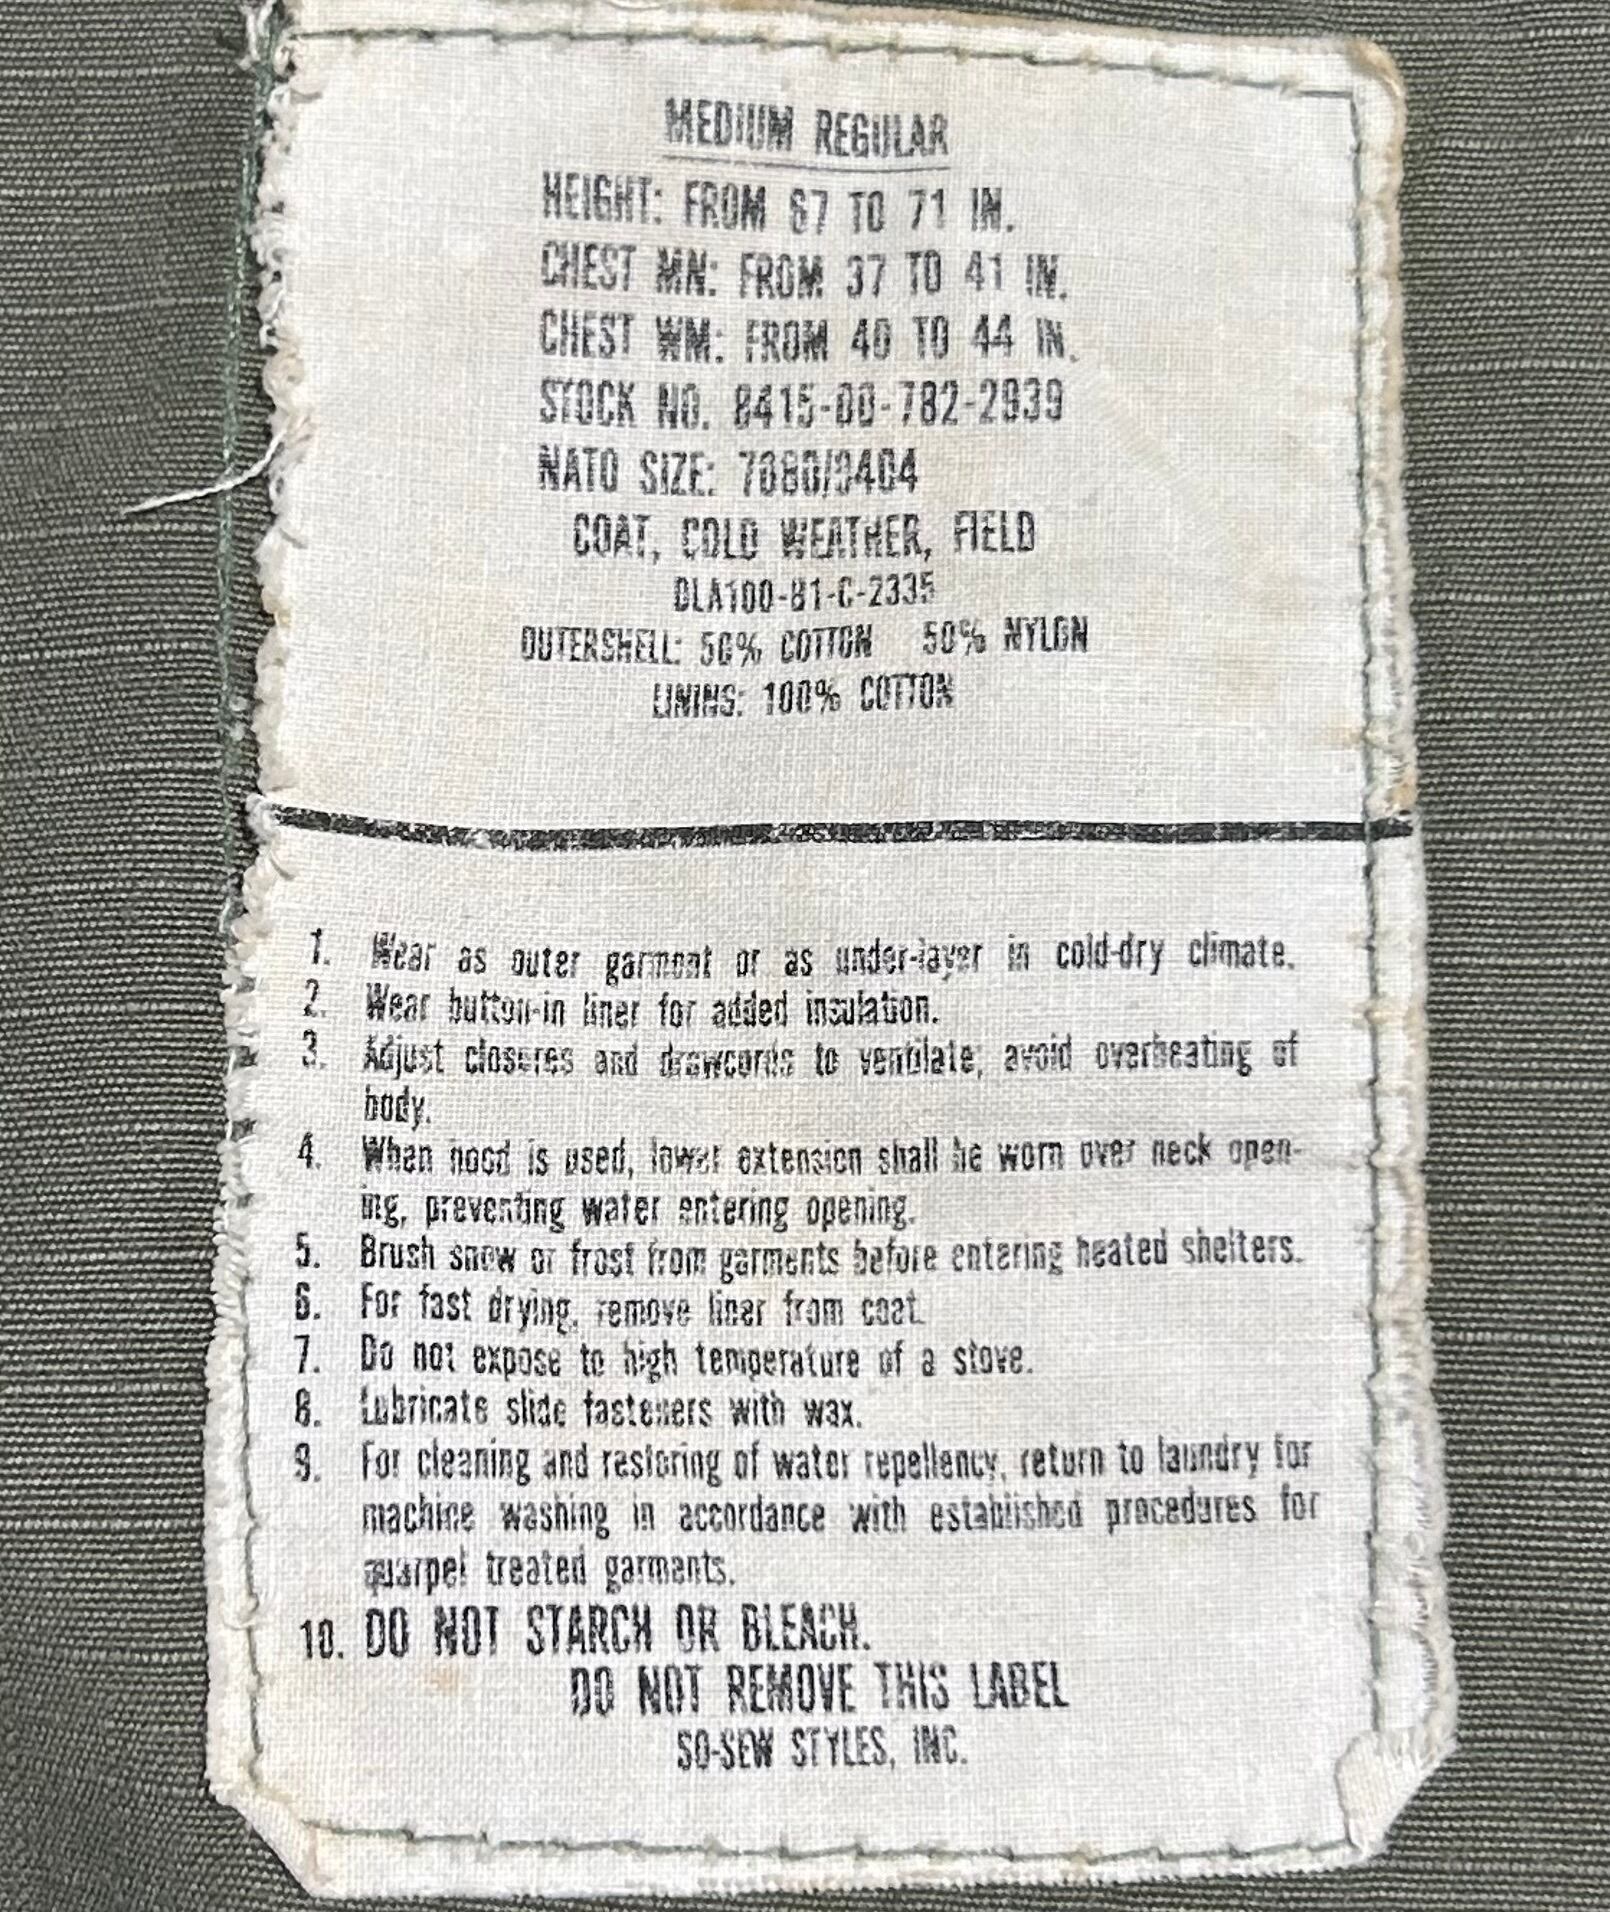 MEDIUM REGULAR
HEIGHT: FROM 67 TO 71 IN.
CHEST MN: FROM 37 TO 41 IN.
CHEST WM: FROM 40 TO 44 IN.
STOCK NO. 8415-00-782-2939
NATO SIZE: 7080/9404
COAT, COLD WEATHER, FIELD
DLA100-81-C-2335
OUTERSHELL: 50% COTTON 50% NYLON
LINING: 100% COTTON
1. Wear as outer garment or as under-layer in cold-dry climate.
2. Wear button-in liner for added insulation.
3. Adjust closures and drawcords to ventilate; avoid overheating of
body.
4. When hood is used, lower extension shall be worn over neck open-
ing, preventing water entering opening.
5. Brush snow or frost from garments before entering heated shelters.
6. For fast drying, remove liner from coat.
7. Do not expose to high temperature of a stove.
8. Lubricate slide fasteners with wax.
9. For cleaning and restoring of water repellency, return to laundry for
machine washing in accordance with established procedures for
quarpel treated garments.
10. DO NOT STARCH OR BLEACH.
DO NOT REMOVE THIS LABEL
SO-SEW STYLES, INC.